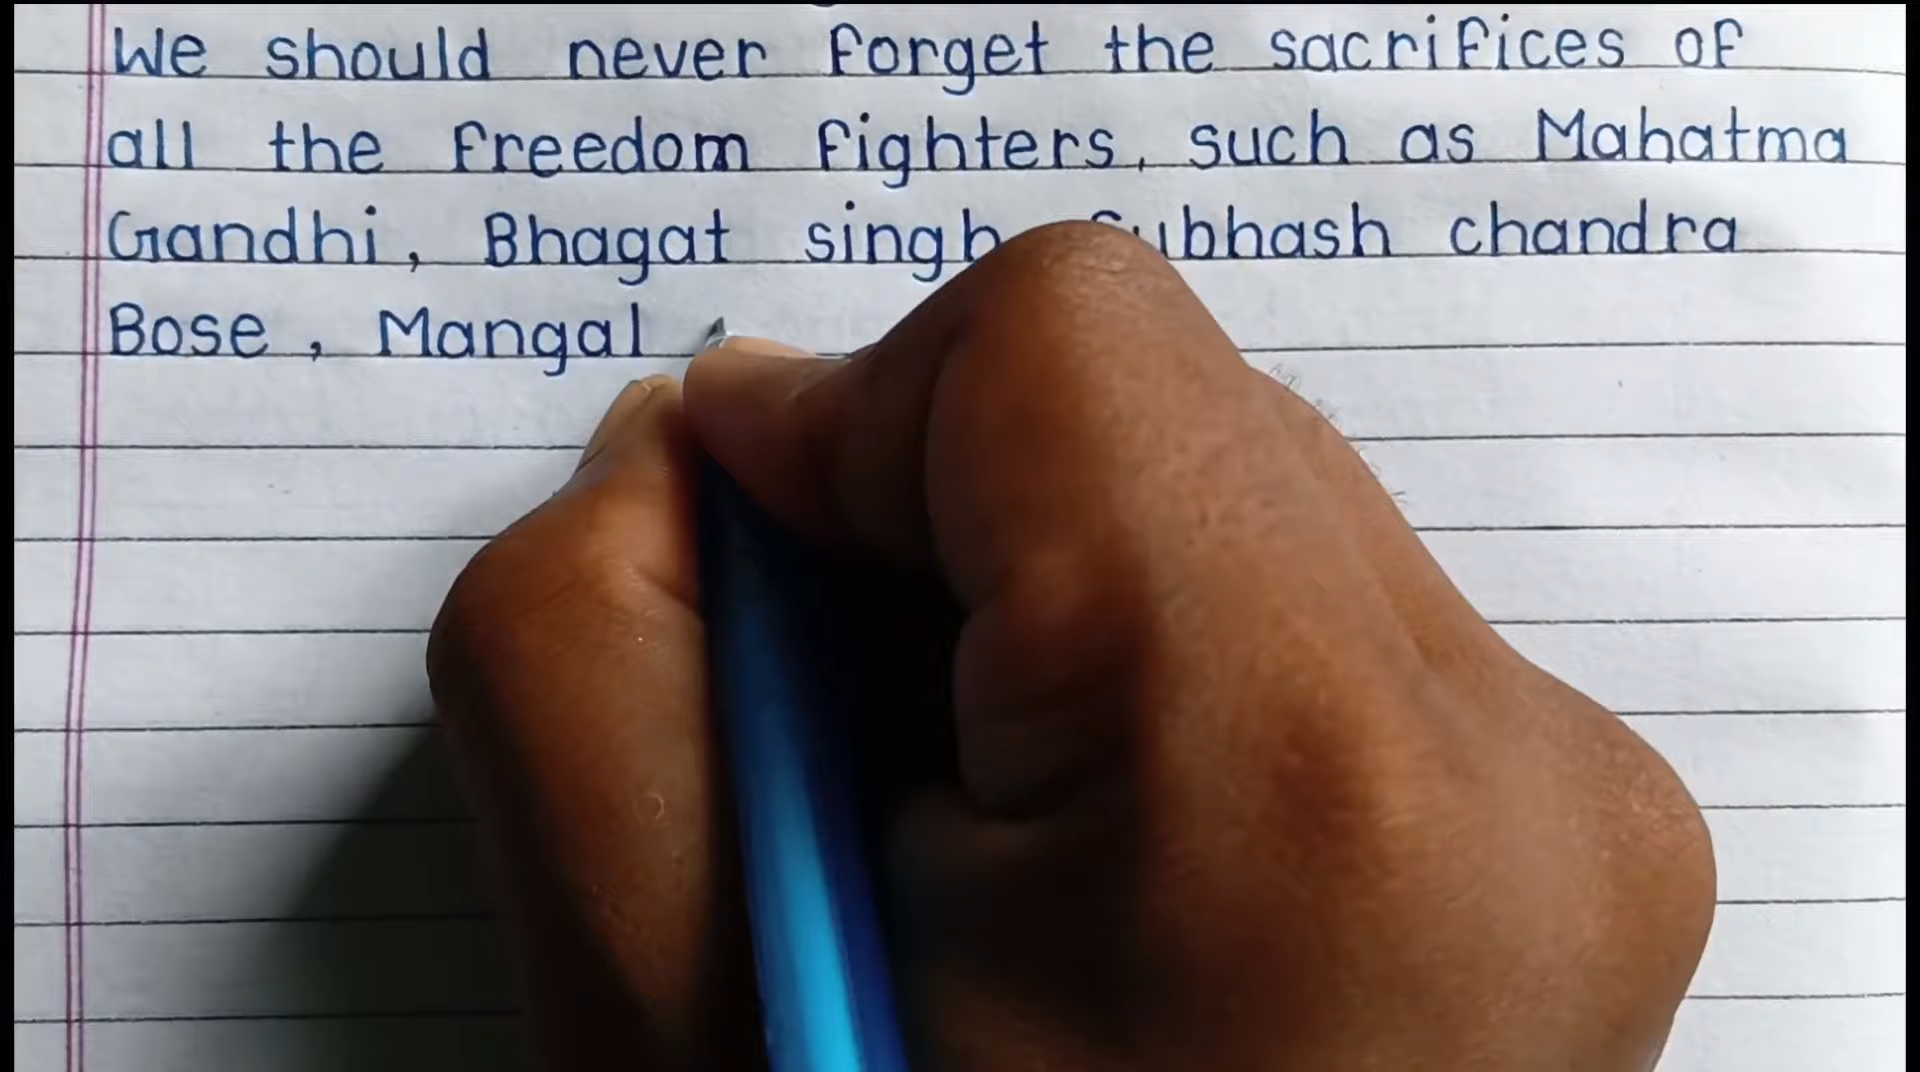 We should never forget the sacrifices of
all the freedom fighters, such as Mahatma
Gandhi, Bhagat singh Subhash chandra
Bose, Mangal